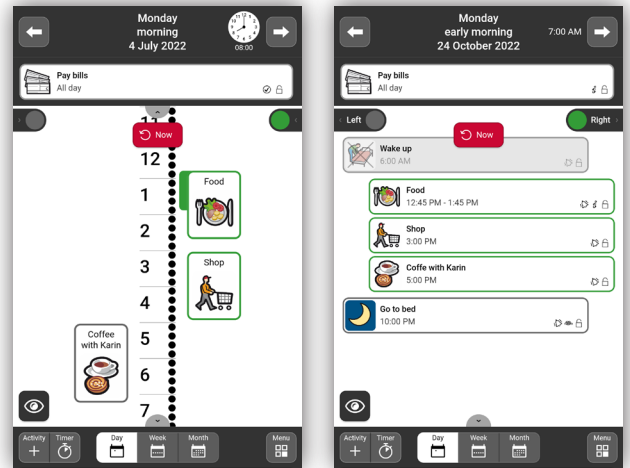 Monday
morning
4 July 2022
08:00
Pay bills
All day
11
Now
12
1
2
3
4
5
6
7
Food
Shop
Coffee
with Karin
Activity
Timer
Day
Week
Month
Menu
Monday
early morning
24 October 2022
7:00 AM
Pay bills
All day
Left
Right
Now
Wake up
6:00 AM
Food
12:45 PM - 1:45 PM
Shop
3:00 PM
Coffe with Karin
5:00 PM
Go to bed
10:00 PM
Activity
Timer
Day
Week
Month
Menu